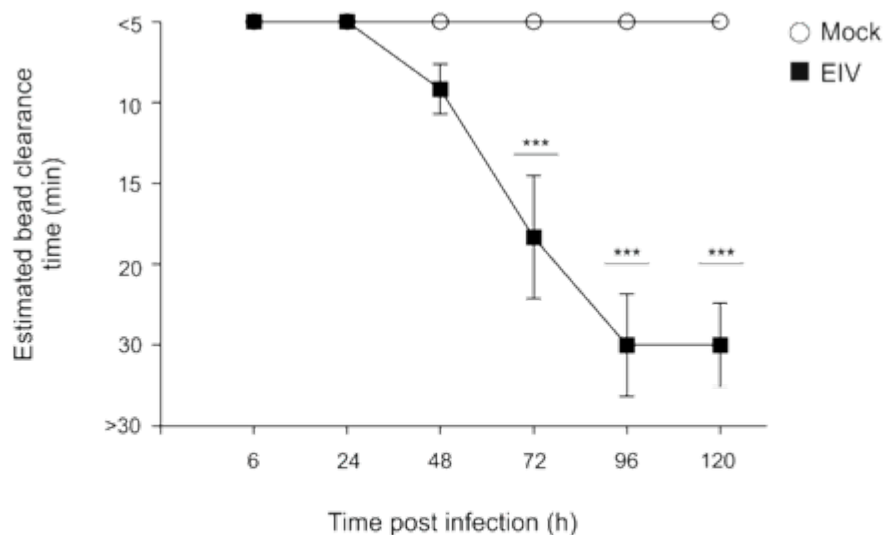 <5
10
15
20
30
>30
Estimated bead clearance
time (min)
***
***
***
Mock
EIV
6 24 48 72 96 120
Time post infection (h)